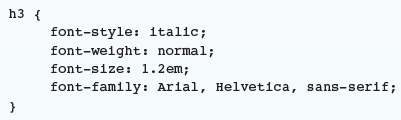 h3 {
font-style: italic;
font-weight: normal;
font-size: 1.2em;
font-family: Arial, Helvetica, sans-serif;
}